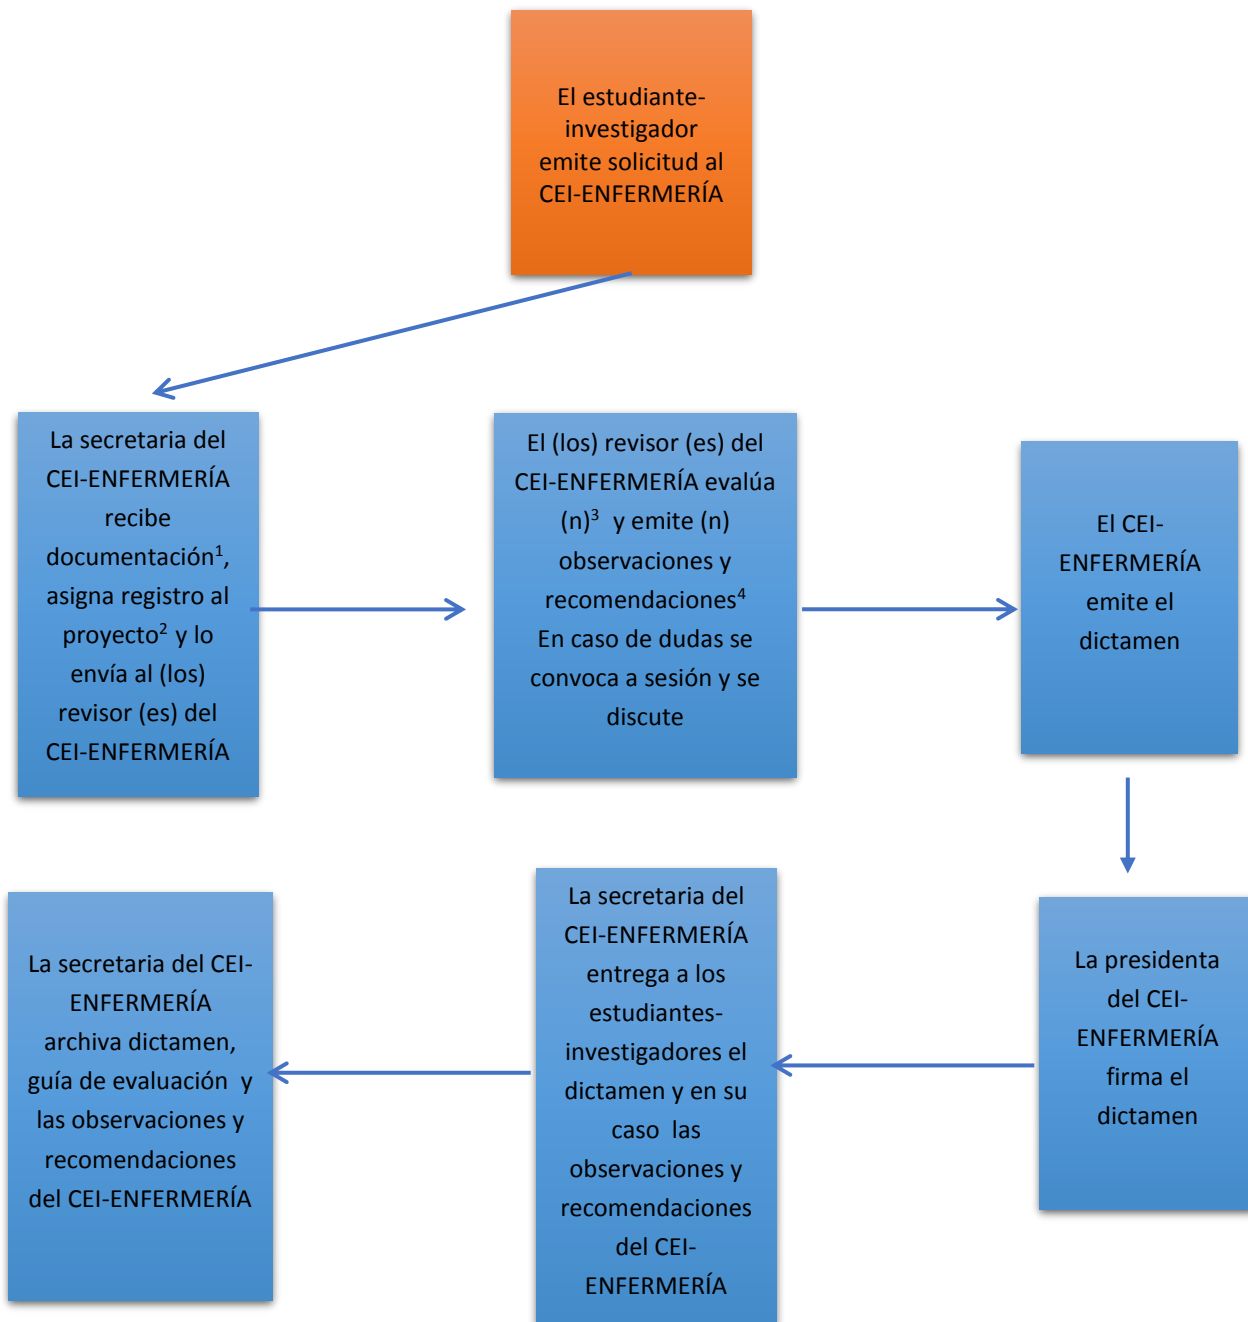 El estudiante-
investigador
emite solicitud al
CEI-ENFERMERÍA
La secretaria del
CEI-ENFERMERÍA
recibe
documentación¹,
asigna registro al
proyecto² y lo
envía al (los)
revisor (es) del
CEI-ENFERMERÍA
El (los) revisor (es) del
CEI-ENFERMERÍA evalúa
(n)³ y emite (n)
observaciones y
recomendaciones⁴
En caso de dudas se
convoca a sesión y se
discute
El CEI-
ENFERMERÍA
emite el
dictamen
La presidenta
del CEI-
ENFERMERÍA
firma el
dictamen
La secretaria del
CEI-ENFERMERÍA
entrega a los
estudiantes-
investigadores el
dictamen y en su
caso las
observaciones y
recomendaciones
del CEI-
ENFERMERÍA
La secretaria del CEI-
ENFERMERÍA
archiva dictamen,
guía de evaluación y
las observaciones y
recomendaciones
del CEI-ENFERMERÍA